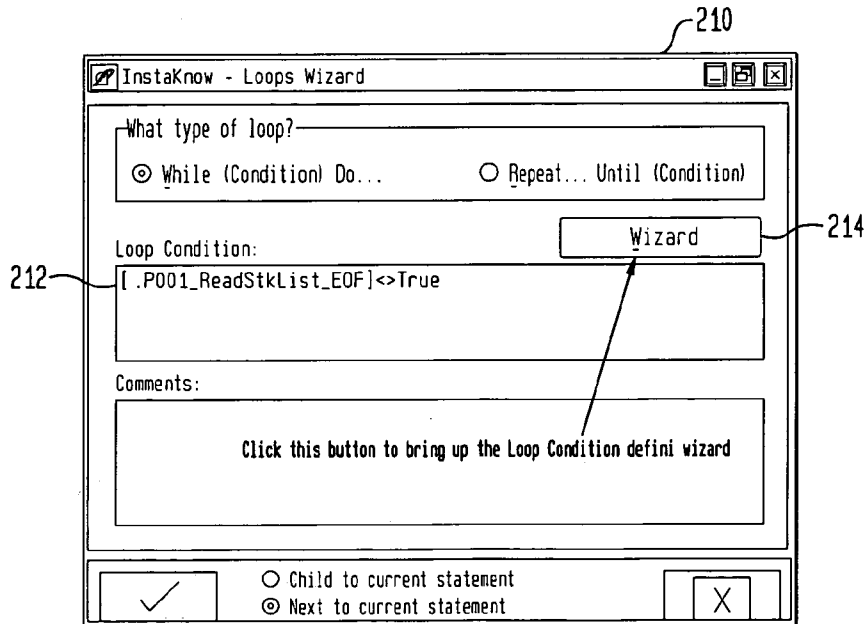 210
InstaKnow - Loops Wizard
What type of loop?
While (Condition) Do... Repeat... Until (Condition)
Wizard 214
Loop Condition:
212 [ .P001_ReadStkList_EOF]<>True
Comments:
Click this button to bring up the Loop Condition defini wizard
Child to current statement
Next to current statement
X